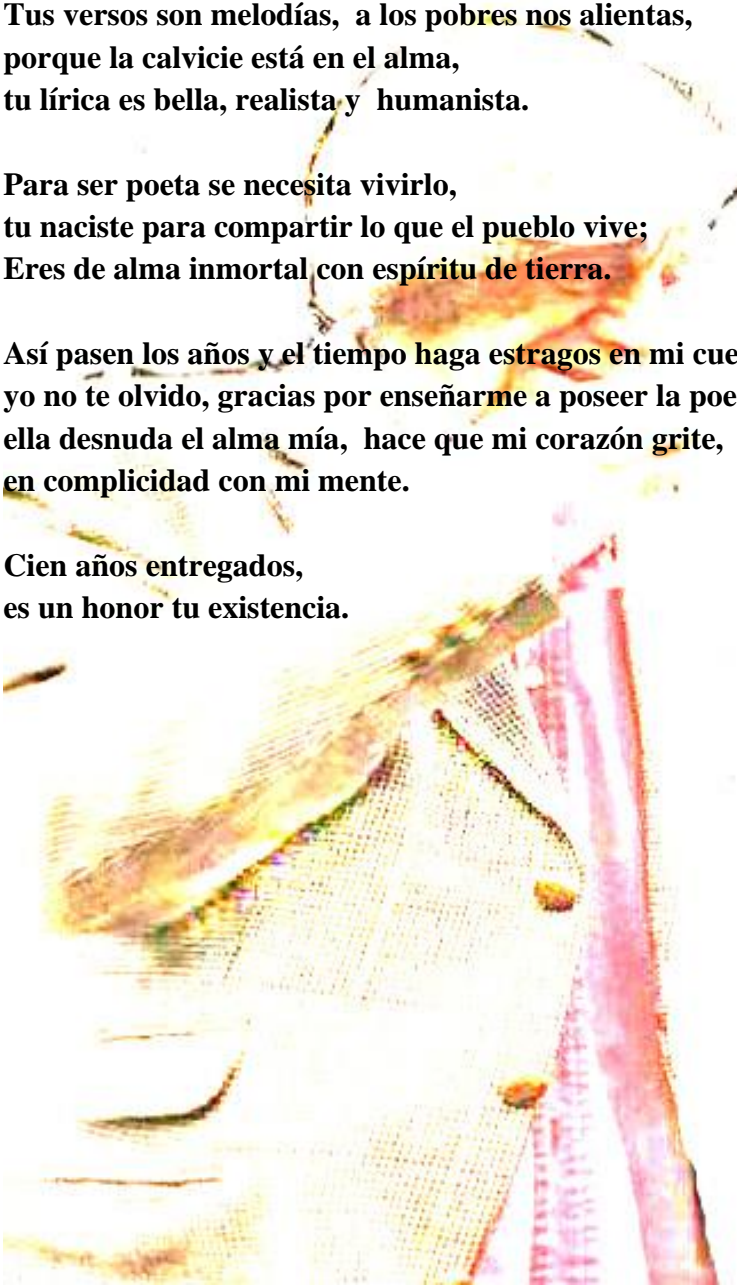 Tus versos son melodías,  a los pobres nos alientas,
porque la calvicie está en el alma,
tu lírica es bella, realista y  humanista.
Para ser poeta se necesita vivirlo,
tu naciste para compartir lo que el pueblo vive;
Eres de alma inmortal con espíritu de tierra.
Así pasen los años y el tiempo haga estragos en mi cue
yo no te olvido, gracias por enseñarme a poseer la poe
ella desnuda el alma mía,  hace que mi corazón grite,
en complicidad con mi mente.
Cien años entregados,
es un honor tu existencia.